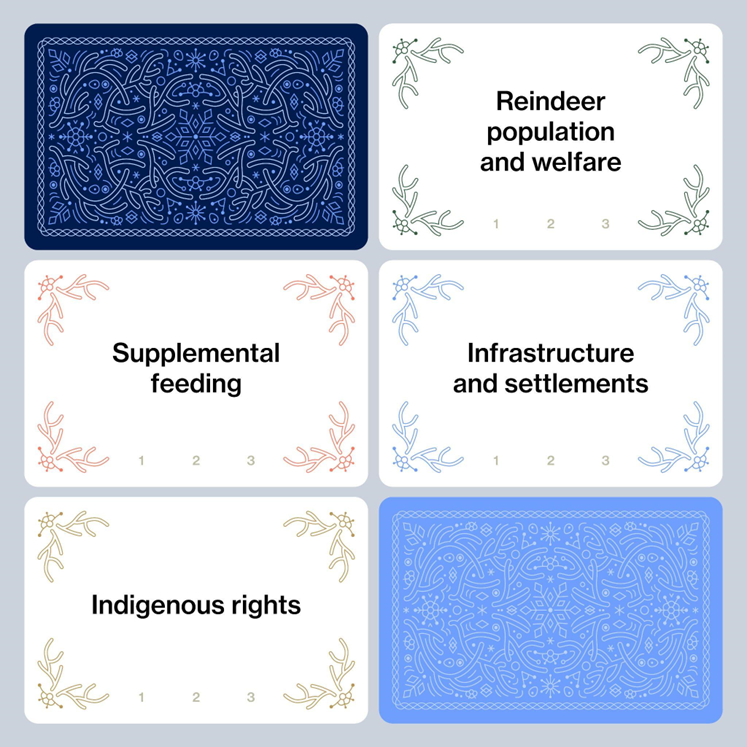 Reindeer
population
and welfare
1 2 3
Supplemental
feeding
1 2 3
Infrastructure
and settlements
1 2 3
Indigenous rights
1 2 3